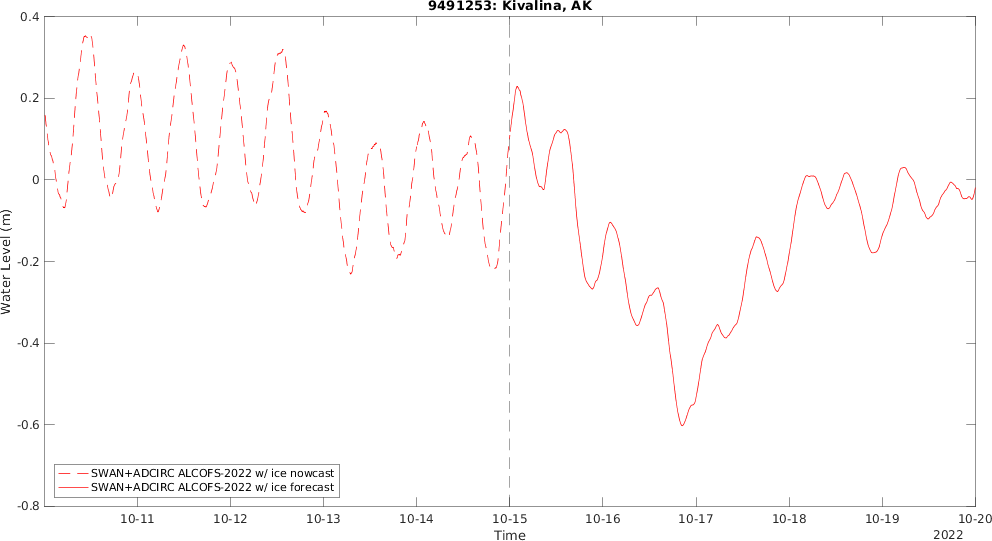 9491253: Kivalina, AK
0.4
0.2
0
-0.2
-0.4
-0.6
-0.8
Water Level (m)
SWAN+ADCIRC ALCOFS-2022 w/ ice nowcast
SWAN+ADCIRC ALCOFS-2022 w/ ice forecast
10-11 10-12 10-13 10-14 10-15 10-16 10-17 10-18 10-19 10-20
Time
2022